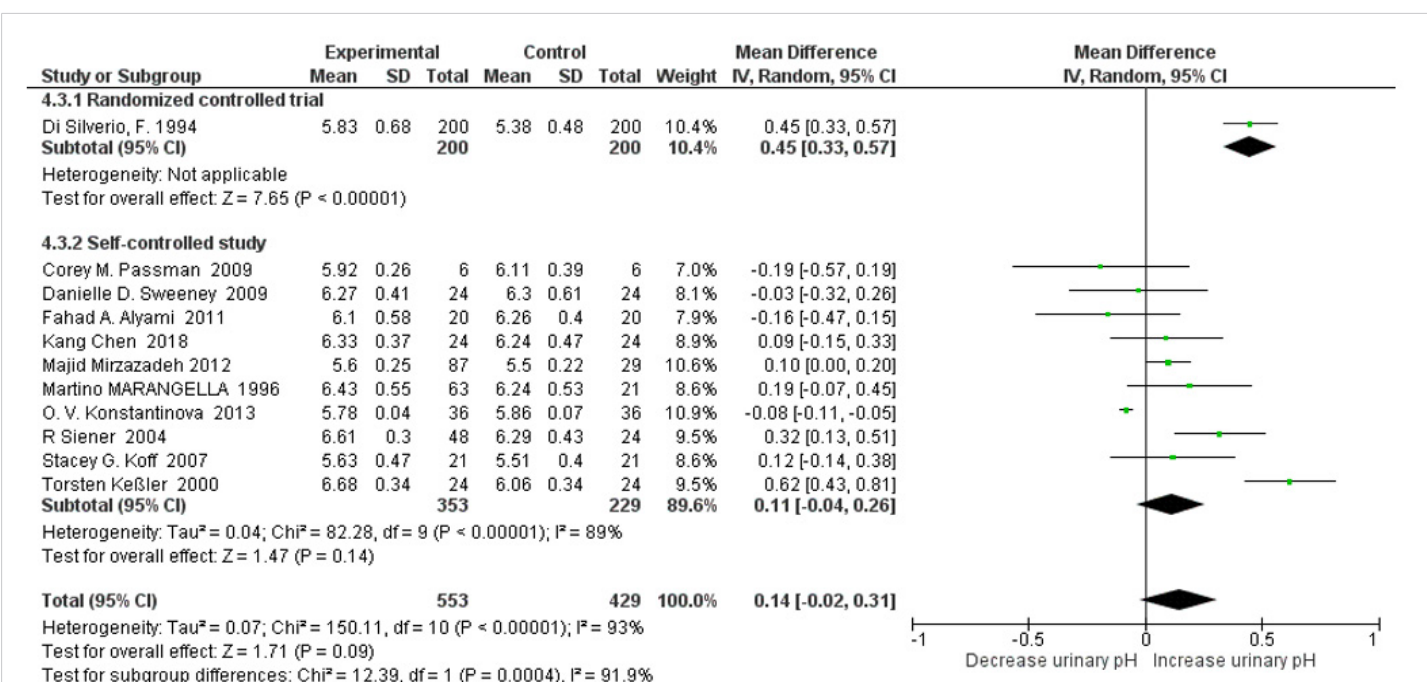 Experimental Control Mean Difference Mean Difference
Study or Subgroup Mean SD Total Mean SD Total Weight IV, Random, 95% CI IV, Random, 95% CI
4.3.1 Randomized controlled trial
Di Silverio, F. 1994 5.83 0.68 200 5.38 0.48 200 10.4% 0.45 [0.33, 0.57]
Subtotal (95% CI) 200 200 10.4% 0.45 [0.33, 0.57]
Heterogeneity: Not applicable
Test for overall effect: Z = 7.65 (P < 0.00001)
4.3.2 Self-controlled study
Corey M. Passman 2009 5.92 0.26 6 6.11 0.39 6 7.0% -0.19 [-0.57, 0.19]
Danielle D. Sweeney 2009 6.27 0.41 24 6.3 0.61 24 8.1% -0.03 [-0.32, 0.26]
Fahad A. Alyami 2011 6.1 0.58 20 6.26 0.4 20 7.9% -0.16 [-0.47, 0.15]
Kang Chen 2018 6.33 0.37 24 6.24 0.47 24 8.9% 0.09 [-0.15, 0.33]
Majid Mirzazadeh 2012 5.6 0.25 87 5.5 0.22 29 10.6% 0.10 [0.00, 0.20]
Martino MARANGELLA 1996 6.43 0.55 63 6.24 0.53 21 8.6% 0.19 [-0.07, 0.45]
O. V. Konstantinova 2013 5.78 0.04 36 5.86 0.07 36 10.9% -0.08 [-0.11, -0.05]
R Siener 2004 6.61 0.3 48 6.29 0.43 24 9.5% 0.32 [0.13, 0.51]
Stacey G. Koff 2007 5.63 0.47 21 5.51 0.4 21 8.6% 0.12 [-0.14, 0.38]
Torsten Keßler 2000 6.68 0.34 24 6.06 0.34 24 9.5% 0.62 [0.43, 0.81]
Subtotal (95% CI) 353 229 89.6% 0.11 [-0.04, 0.26]
Heterogeneity: Tau² = 0.04; Chi² = 82.28, df = 9 (P < 0.00001); I² = 89%
Test for overall effect: Z = 1.47 (P = 0.14)
Total (95% CI) 553 429 100.0% 0.14 [-0.02, 0.31]
Heterogeneity: Tau² = 0.07; Chi² = 150.11, df = 10 (P < 0.00001); I² = 93%
Test for overall effect: Z = 1.71 (P = 0.09)
Test for subgroup differences: Chi² = 12.39, df = 1 (P = 0.0004), I² = 91.9%
-1 -0.5 0 0.5 1
Decrease urinary pH Increase urinary pH